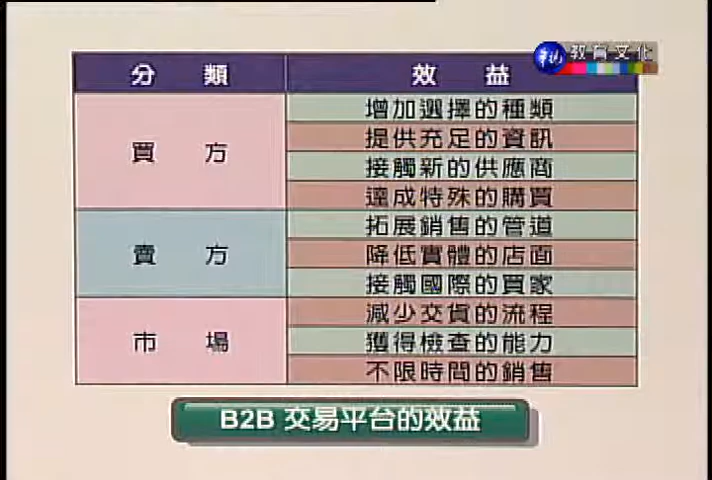 華視 教育文化
分類 效益
買方
增加選擇的種類
提供充足的資訊
接觸新的供應商
達成特殊的購買
賣方
拓展銷售的管道
降低實體的店面
接觸國際的買家
市場
減少交貨的流程
獲得檢查的能力
不限時間的銷售
B2B 交易平台的效益